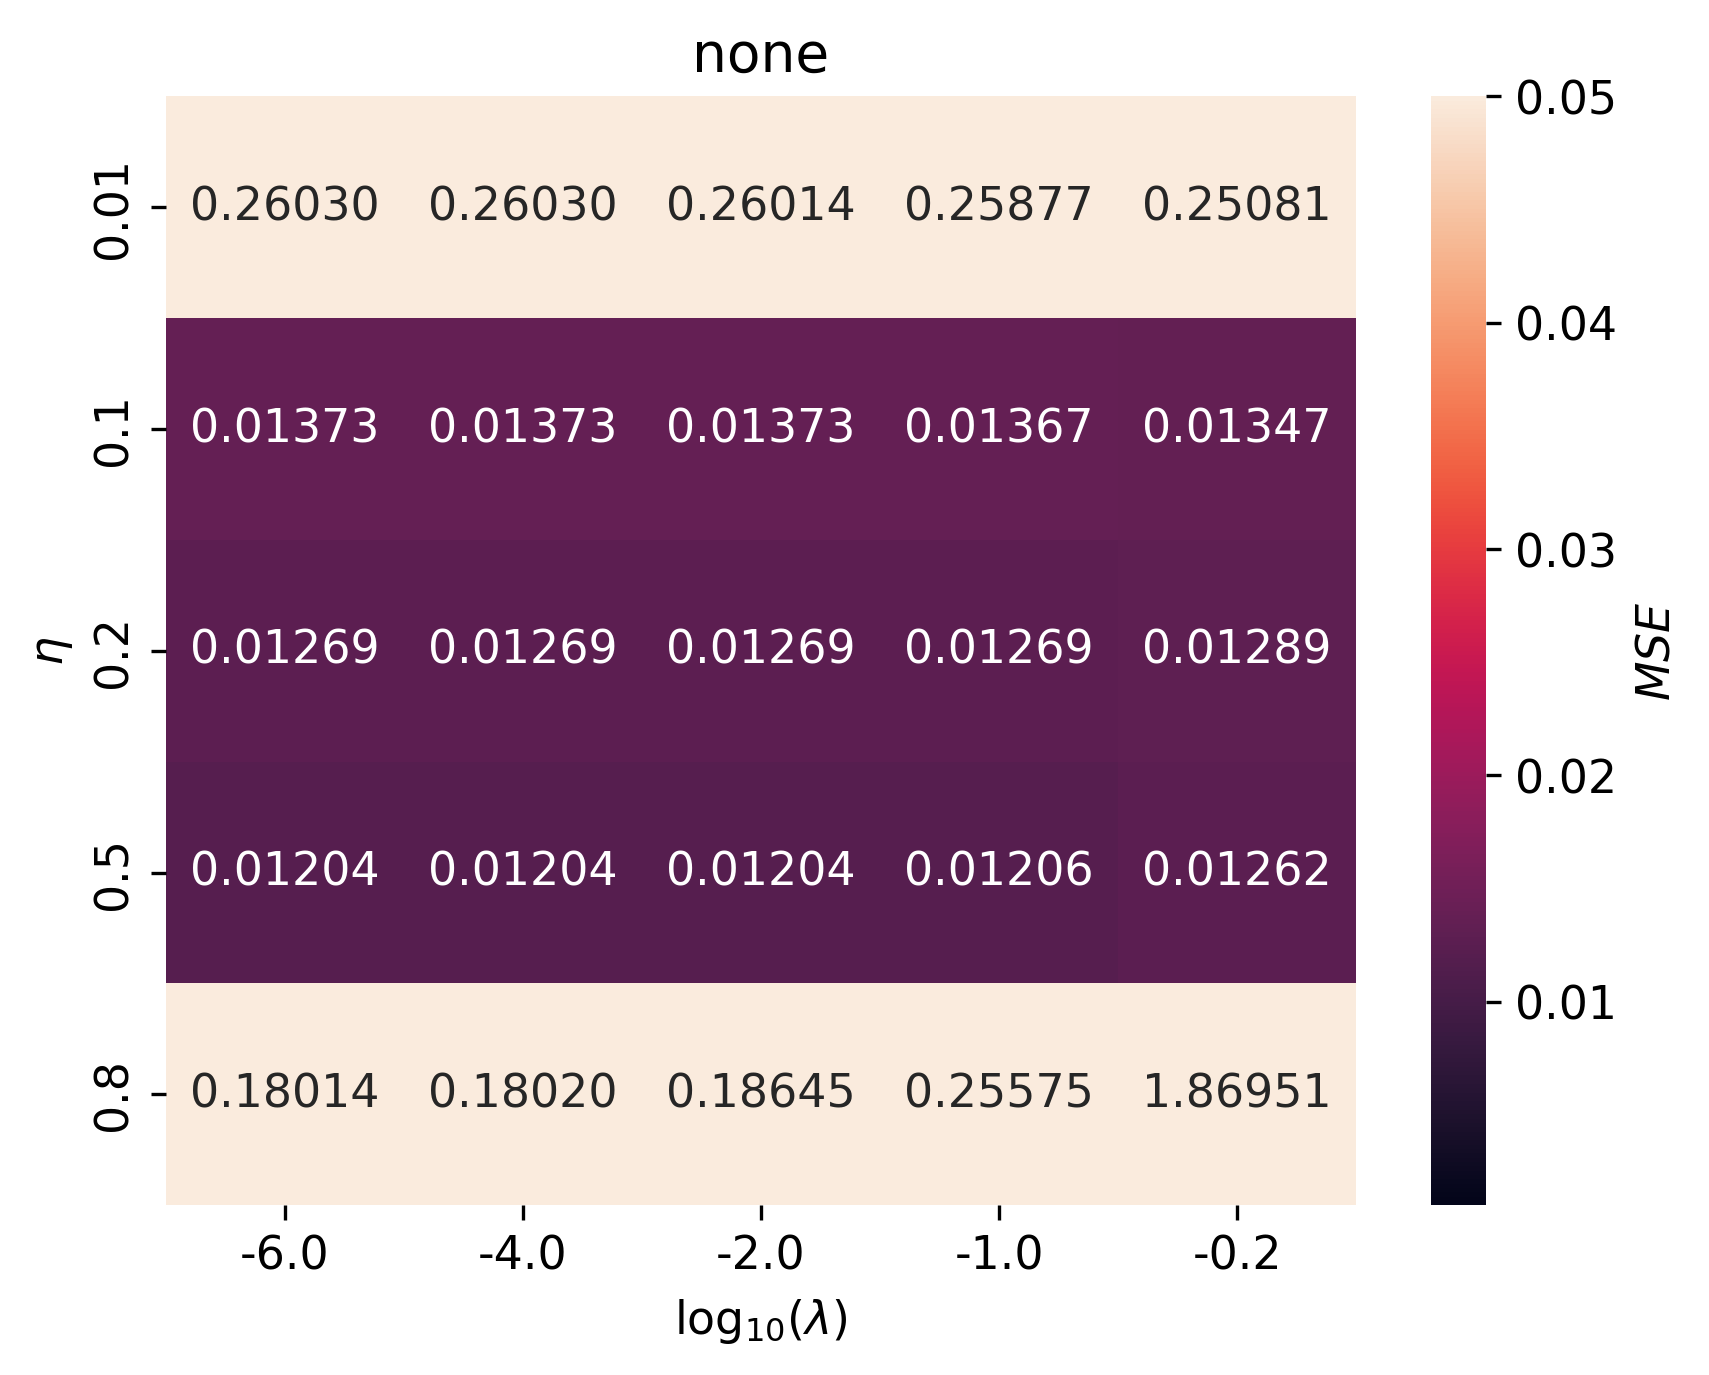 none
0.05
0.01 0.26030 0.26030 0.26014 0.25877 0.25081
0.04
0.1 0.01373 0.01373 0.01373 0.01367 0.01347
0.03
η 0.2 0.01269 0.01269 0.01269 0.01269 0.01289
MSE
0.02
0.5 0.01204 0.01204 0.01204 0.01206 0.01262
0.01
0.8 0.18014 0.18020 0.18645 0.25575 1.86951
-6.0 -4.0 -2.0 -1.0 -0.2
log₁₀(λ)